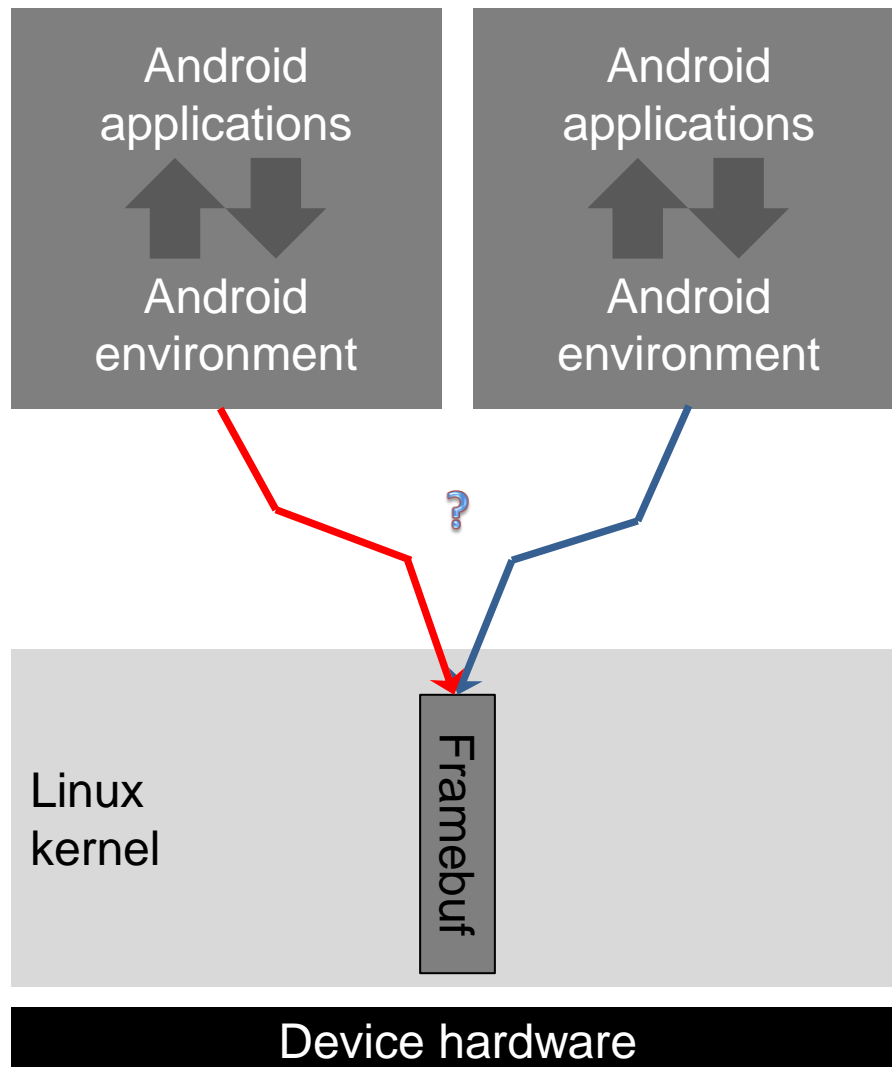 Android
applications
Android
environment
Android
applications
Android
environment
?
Linux
kernel
Framebuf
Device hardware